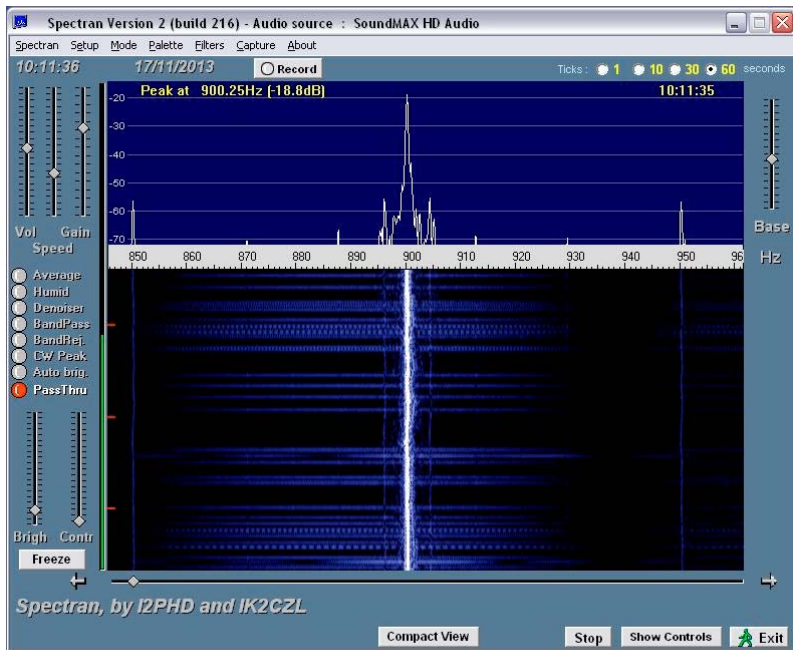 Spectran Version 2 (build 216) - Audio source : SoundMAX HD Audio
Spectran Setup Mode Palette Filters Capture About
10:11:36 17/11/2013 Record Ticks : 1 10 30 60 seconds
Peak at 900.25Hz (-18.8dB) 10:11:35
-20
-30
-40
-50
-60
-70
Vol Gain
Speed
Base
850 860 870 880 890 900 910 920 930 940 950 96
Hz
Average
Humid
Denoiser
BandPass
BandRej.
CW Peak
Auto brig.
PassThru
Brigh Contr
Freeze
Spectran, by I2PHD and IK2CZL
Compact View Stop Show Controls Exit